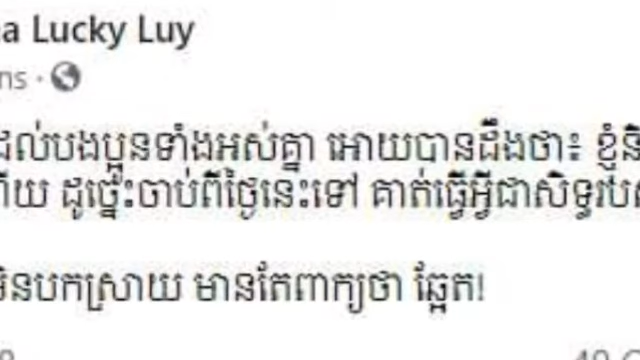 a Lucky Luy
ns ·
ដល់បងប្អូនទាំងអស់គ្នា អោយបានដឹងថា៖ ខ្ញុំនិ
ើយ ដូច្នេះចាប់ពីថ្ងៃនេះទៅ គាត់ធ្វើអ្វីជាសិទ្ធរបស់
មិនបកស្រាយ មានតែពាក្យថា ឆ្អែត!